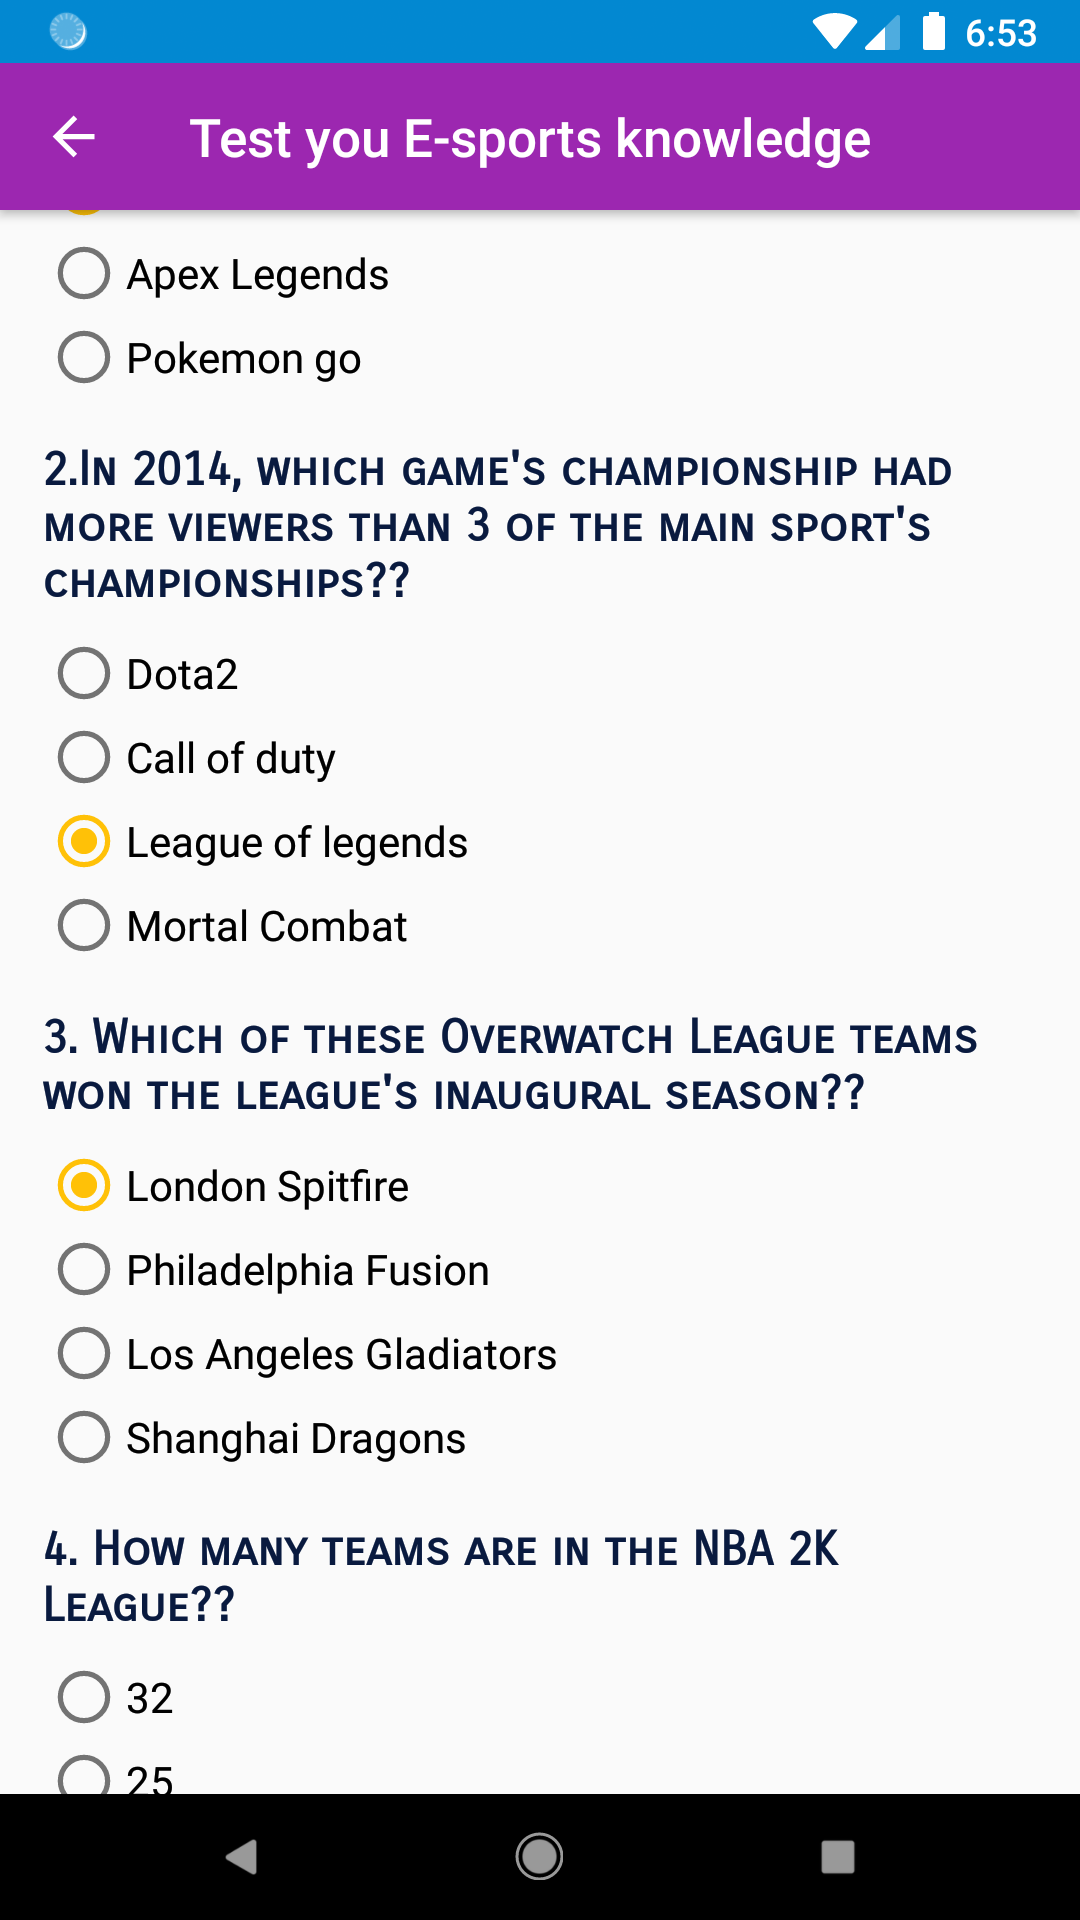 6:53
Test you E-sports knowledge
Apex Legends
Pokemon go
2.In 2014, which game's championship had
more viewers than 3 of the main sport's
championships??
Dota2
Call of duty
League of legends
Mortal Combat
3. Which of these Overwatch League teams
won the league's inaugural season??
London Spitfire
Philadelphia Fusion
Los Angeles Gladiators
Shanghai Dragons
4. How many teams are in the NBA 2K
League??
32
25